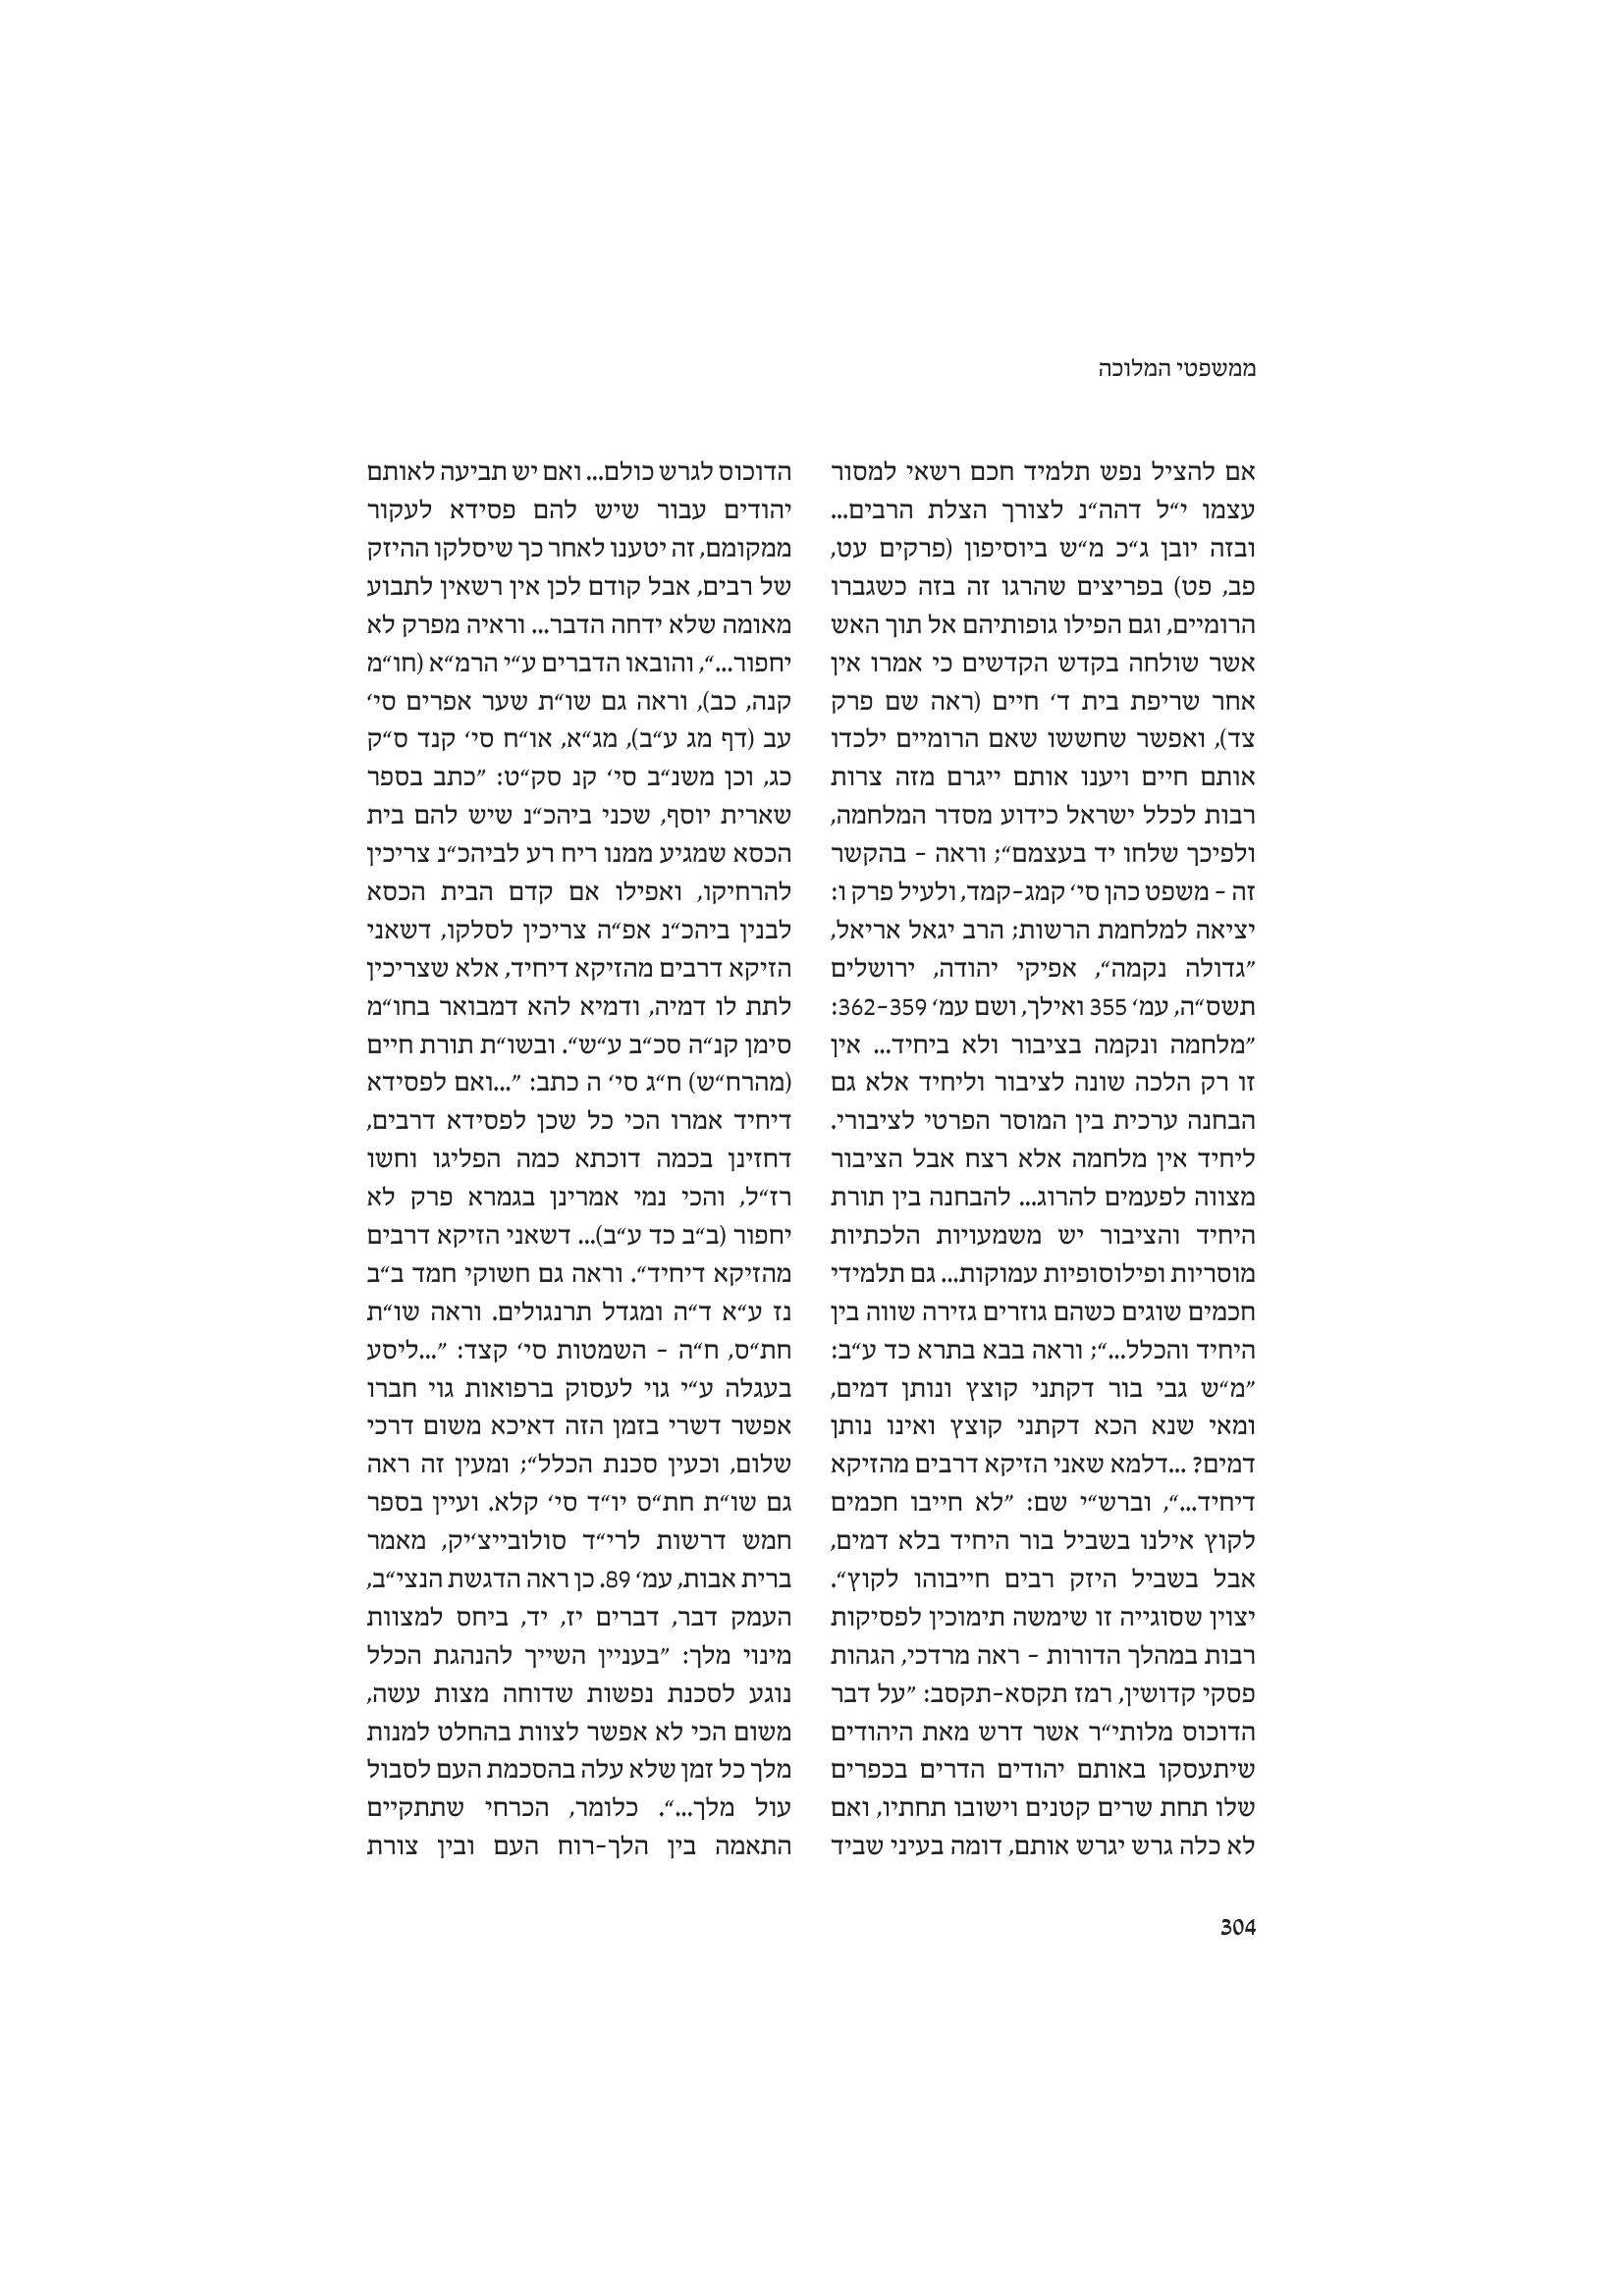 ממשפטי המלוכה
אם להציל נפש תלמיד חכם רשאי למסור
עצמו י״ל דהה״נ לצורך הצלת הרבים...
ובזה יובן ג״כ מ״ש ביוסיפון (פרקים עט,
פב, פט) בפריצים שהרגו זה בזה כשגברו
הרומיים, וגם הפילו גופותיהם אל תוך האש
אשר שולחה בקדש הקדשים כי אמרו אין
אחר שריפת בית ד׳ חיים (ראה שם פרק
צד), ואפשר שחששו שאם הרומיים ילכדו
אותם חיים ויענו אותם ייגרם מזה צרות
רבות לכלל ישראל כידוע מסדר המלחמה,
ולפיכך שלחו יד בעצמם״; וראה – בהקשר
זה – משפט כהן סי׳ קמג–קמד, ולעיל פרק ו:
יציאה למלחמת הרשות; הרב יגאל אריאל,
״גדולה נקמה״, אפיקי יהודה, ירושלים
תשס״ה, עמ׳ 355 ואילך, ושם עמ׳ 359–362:
״מלחמה ונקמה בציבור ולא ביחיד... אין
זו רק הלכה שונה לציבור וליחיד אלא גם
הבחנה ערכית בין המוסר הפרטי לציבורי.
ליחיד אין מלחמה אלא רצח אבל הציבור
מצווה לפעמים להרוג... להבחנה בין תורת
היחיד והציבור יש משמעויות הלכתיות
מוסריות ופילוסופיות עמוקות... גם תלמידי
חכמים שוגים כשהם גוזרים גזירה שווה בין
היחיד והכלל...״; וראה בבא בתרא כד ע״ב:
״מ״ש גבי בור דקתני קוצץ ונותן דמים,
ומאי שנא הכא דקתני קוצץ ואינו נותן
דמים? ...דלמא שאני הזיקא דרבים מהזיקא
דיחיד...״, וברש״י שם: ״לא חייבו חכמים
לקוץ אילנו בשביל בור היחיד בלא דמים,
אבל בשביל היזק רבים חייבוהו לקוץ״.
יצוין שסוגייה זו שימשה תימוכין לפסיקות
רבות במהלך הדורות – ראה מרדכי, הגהות
פסקי קדושין, רמז תקסא–תקסב: ״על דבר
הדוכוס מלותי״ר אשר דרש מאת היהודים
שיתעסקו באותם יהודים הדרים בכפרים
שלו תחת שרים קטנים וישובו תחתיו, ואם
לא כלה גרש יגרש אותם, דומה בעיני שביד
הדוכוס לגרש כולם... ואם יש תביעה לאותם
יהודים עבור שיש להם פסידא לעקור
ממקומם, זה יטענו לאחר כך שיסלקו ההיזק
של רבים, אבל קודם לכן אין רשאין לתבוע
מאומה שלא ידחה הדבר... וראיה מפרק לא
יחפור...״, והובאו הדברים ע״י הרמ״א (חו״מ
קנה, כב), וראה גם שו״ת שער אפרים סי׳
עב (דף מג ע״ב), מג״א, או״ח סי׳ קנד ס״ק
כג, וכן משנ״ב סי׳ קנ סק״ט: ״כתב בספר
שארית יוסף, שכני ביהכ״נ שיש להם בית
הכסא שמגיע ממנו ריח רע לביהכ״נ צריכין
להרחיקו, ואפילו אם קדם הבית הכסא
לבנין ביהכ״נ אפ״ה צריכין לסלקו, דשאני
הזיקא דרבים מהזיקא דיחיד, אלא שצריכין
לתת לו דמיה, ודמיא להא דמבואר בחו״מ
סימן קנ״ה סכ״ב ע״ש״. ובשו״ת תורת חיים
(מהרח״ש) ח״ג סי׳ ה כתב: ״...ואם לפסידא
דיחיד אמרו הכי כל שכן לפסידא דרבים,
דחזינן בכמה דוכתא כמה הפליגו וחשו
רז״ל, והכי נמי אמרינן בגמרא פרק לא
יחפור (ב״ב כד ע״ב)... דשאני הזיקא דרבים
מהזיקא דיחיד״. וראה גם חשוקי חמד ב״ב
נז ע״א ד״ה ומגדל תרנגולים. וראה שו״ת
חת״ס, ח״ה – השמטות סי׳ קצד: ״...ליסע
בעגלה ע״י גוי לעסוק ברפואות גוי חברו
אפשר דשרי בזמן הזה דאיכא משום דרכי
שלום, וכעין סכנת הכלל״; ומעין זה ראה
גם שו״ת חת״ס יו״ד סי׳ קלא. ועיין בספר
חמש דרשות לרי״ד סולובייצ׳יק, מאמר
ברית אבות, עמ׳ 89. כן ראה הדגשת הנצי״ב,
העמק דבר, דברים יז, יד, ביחס למצוות
מינוי מלך: ״בעניין השייך להנהגת הכלל
נוגע לסכנת נפשות שדוחה מצות עשה,
משום הכי לא אפשר לצוות בהחלט למנות
מלך כל זמן שלא עלה בהסכמת העם לסבול
עול מלך...״. כלומר, הכרחי שתתקיים
התאמה בין הלך–רוח העם ובין צורת
304